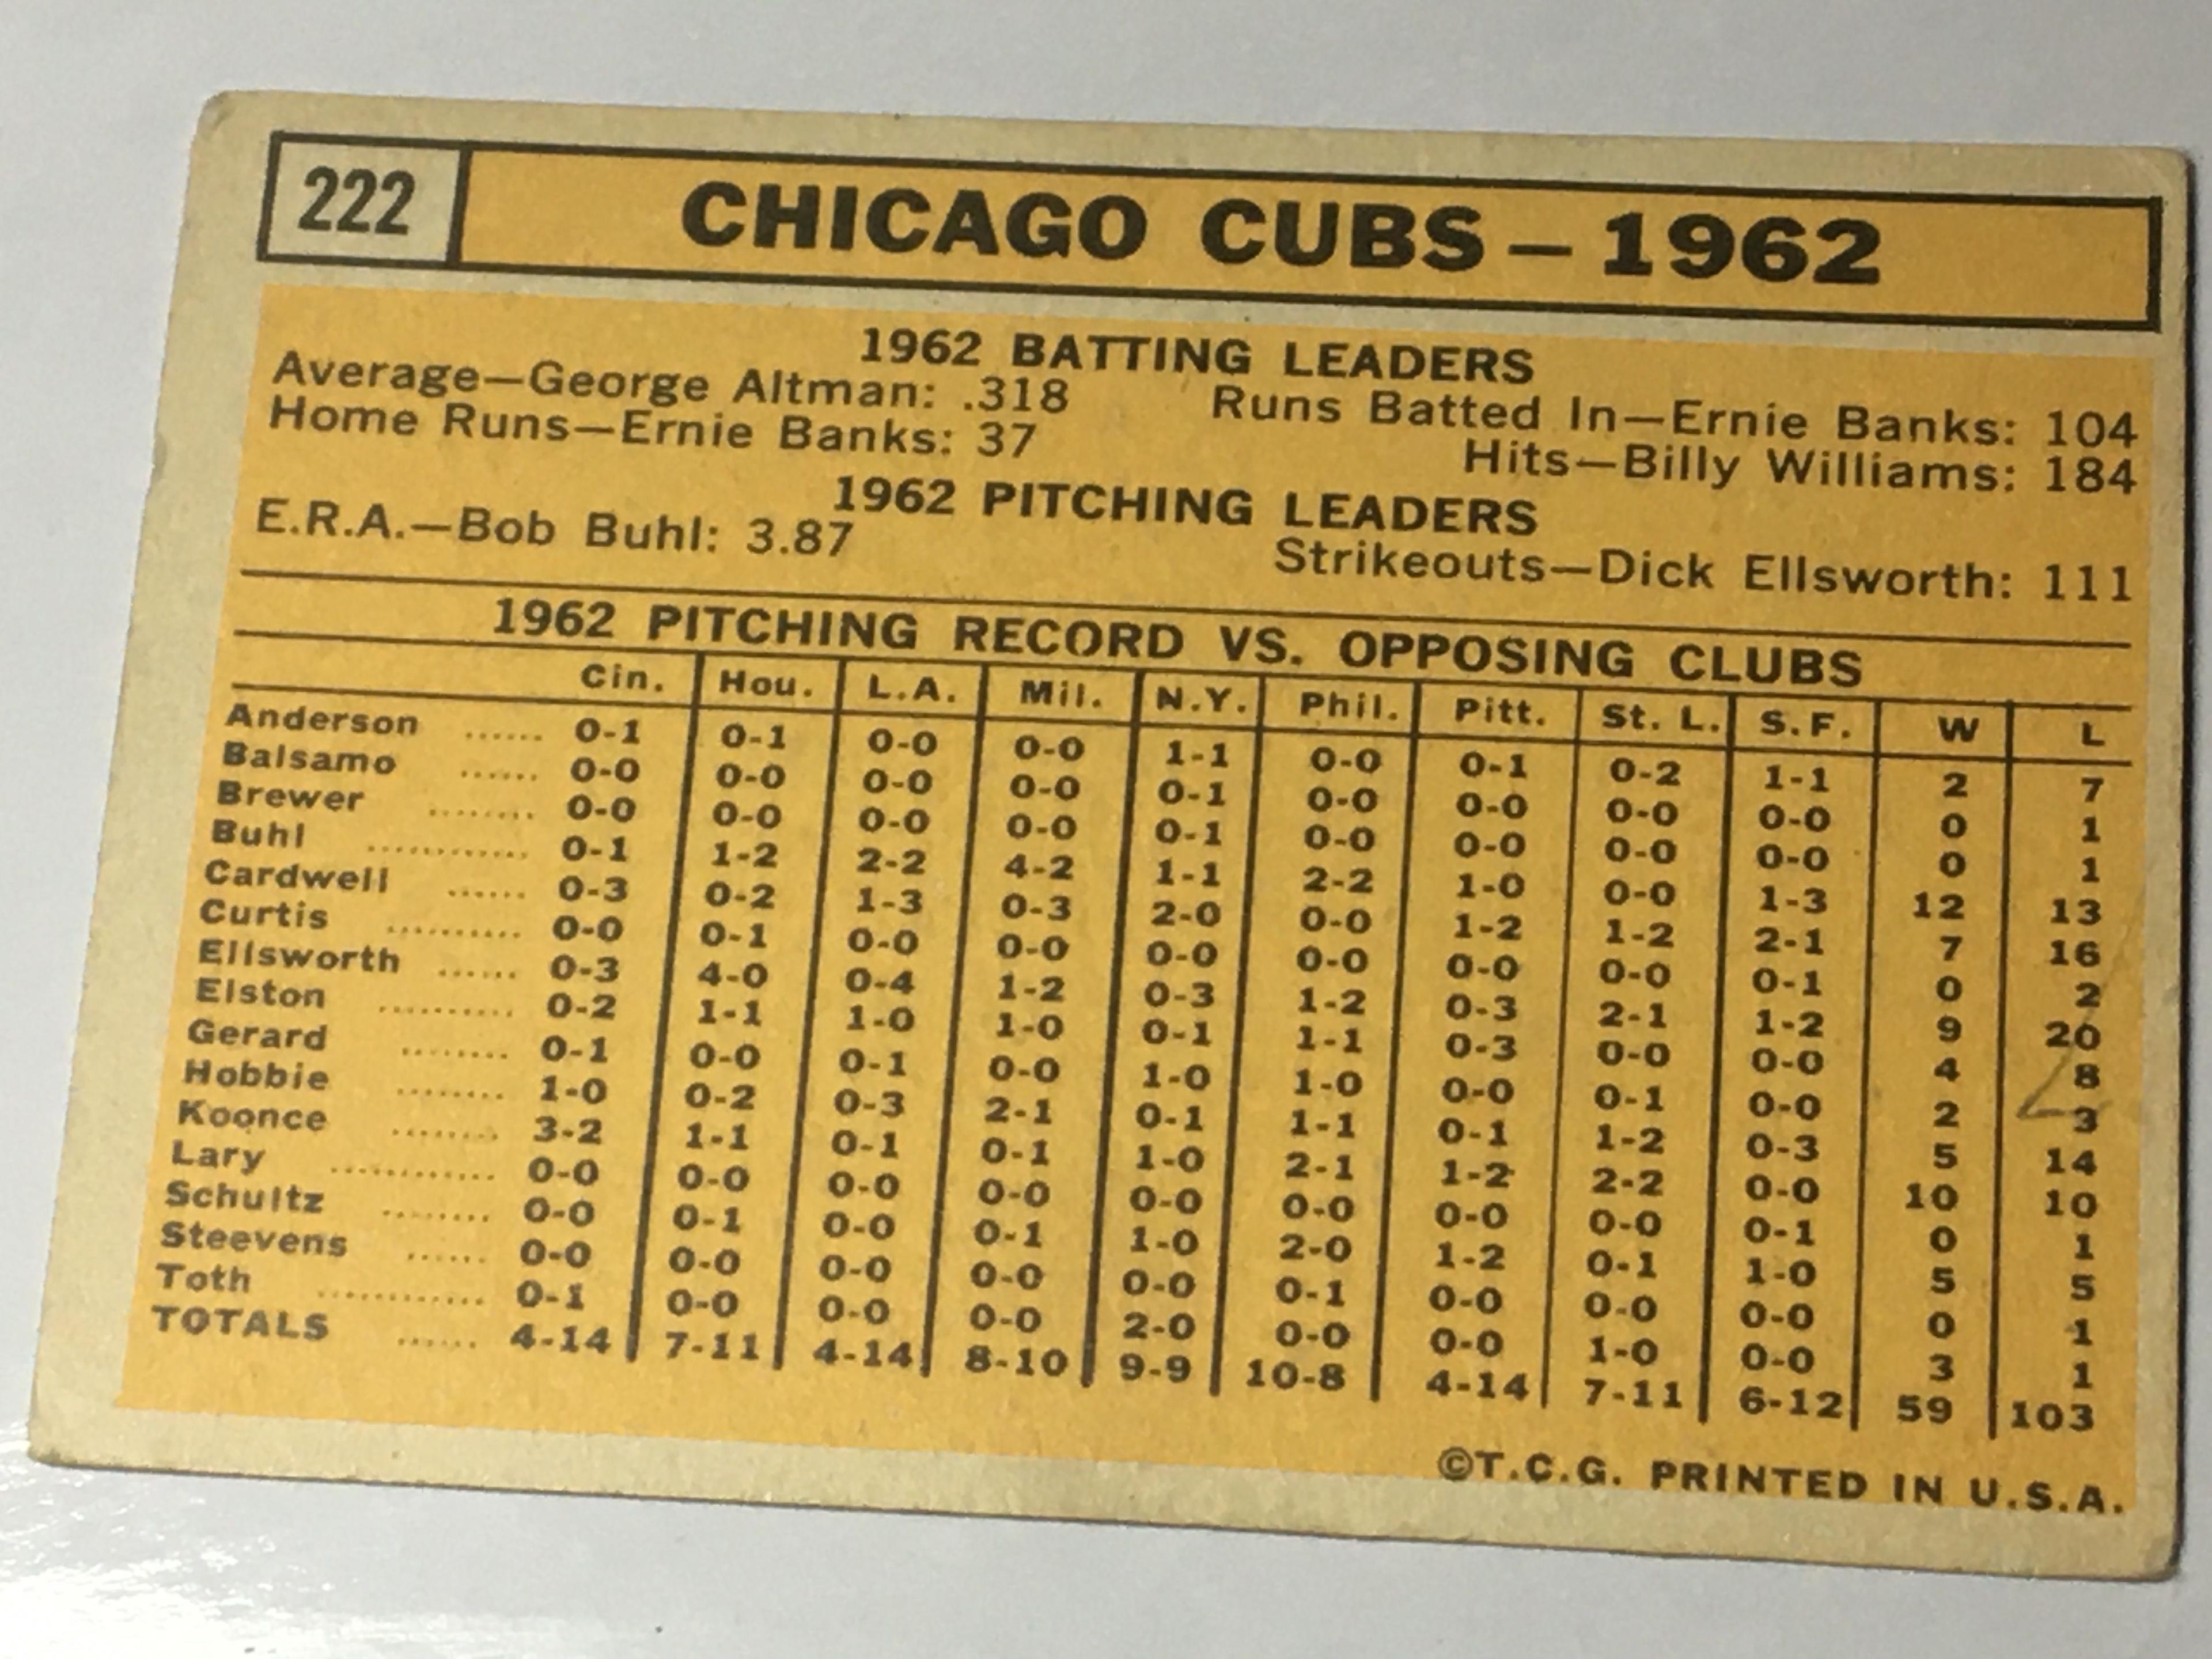 222 CHICAGO CUBS – 1962
1962 BATTING LEADERS
Average—George Altman: .318 Runs Batted In—Ernie Banks: 104
Home Runs—Ernie Banks: 37 Hits—Billy Williams: 184
1962 PITCHING LEADERS
E.R.A.—Bob Buhl: 3.87 Strikeouts—Dick Ellsworth: 111
1962 PITCHING RECORD VS. OPPOSING CLUBS
Cin. Hou. L.A. Mil. N.Y. Phil. Pitt. St. L. S.F. W L
Anderson ...... 0-1 0-1 0-0 0-0 1-1 0-0 0-1 0-2 1-1 2 7
Balsamo ...... 0-0 0-0 0-0 0-0 0-1 0-0 0-0 0-0 0-0 0 1
Brewer ........ 0-0 0-0 0-0 0-0 0-1 0-0 0-0 0-0 0-0 0 1
Buhl ............ 0-1 1-2 2-2 4-2 1-1 2-2 1-0 0-0 1-3 12 13
Cardwell ...... 0-3 0-2 1-3 0-3 2-0 0-0 1-2 1-2 2-1 7 16
Curtis .......... 0-0 0-1 0-0 0-0 0-0 0-0 0-0 0-0 0-1 0 2
Ellsworth ...... 0-3 4-0 0-4 1-2 0-3 1-2 0-3 2-1 1-2 9 20
Elston .......... 0-2 1-1 1-0 1-0 0-1 1-1 0-3 0-0 0-0 4 8
Gerard ........ 0-1 0-0 0-1 0-0 1-0 1-0 0-0 0-1 0-0 2 3
Hobbie ........ 1-0 0-2 0-3 2-1 0-1 1-1 0-1 1-2 0-3 5 14
Koonce ........ 3-2 1-1 0-1 0-1 1-0 2-1 1-2 2-2 0-0 10 10
Lary ............ 0-0 0-0 0-0 0-0 0-0 0-0 0-0 0-0 0-1 0 1
Schultz ........ 0-0 0-1 0-0 0-1 1-0 2-0 1-2 0-1 1-0 5 5
Steevens ...... 0-0 0-0 0-0 0-0 0-0 0-1 0-0 0-0 0-0 0 1
Toth ............ 0-1 0-0 0-0 0-0 2-0 0-0 0-0 1-0 0-0 3 1
TOTALS ...... 4-14 7-11 4-14 8-10 9-9 10-8 4-14 7-11 6-12 59 103
©T.C.G. PRINTED IN U.S.A.